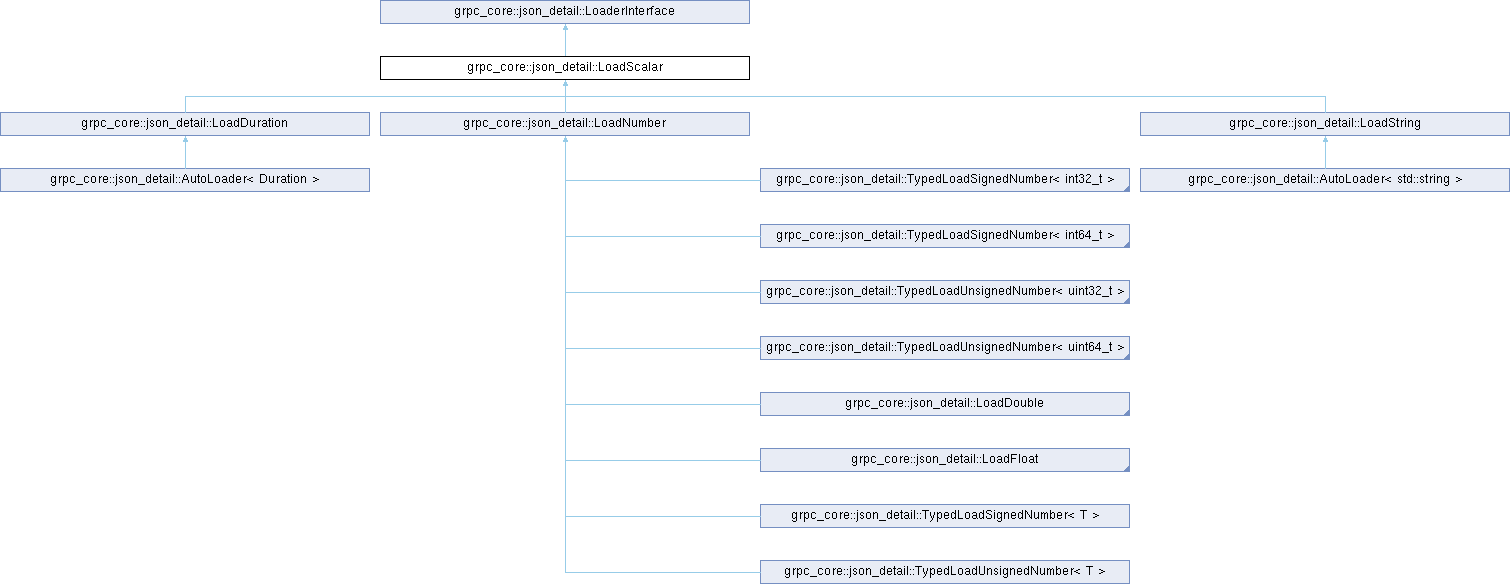 grpc_core::json_detail::LoaderInterface
grpc_core::json_detail::LoadScalar
grpc_core::json_detail::LoadDuration
grpc_core::json_detail::LoadNumber
grpc_core::json_detail::LoadString
grpc_core::json_detail::AutoLoader< Duration >
grpc_core::json_detail::TypedLoadSignedNumber< int32_t >
grpc_core::json_detail::AutoLoader< std::string >
grpc_core::json_detail::TypedLoadSignedNumber< int64_t >
grpc_core::json_detail::TypedLoadUnsignedNumber< uint32_t >
grpc_core::json_detail::TypedLoadUnsignedNumber< uint64_t >
grpc_core::json_detail::LoadDouble
grpc_core::json_detail::LoadFloat
grpc_core::json_detail::TypedLoadSignedNumber< T >
grpc_core::json_detail::TypedLoadUnsignedNumber< T >